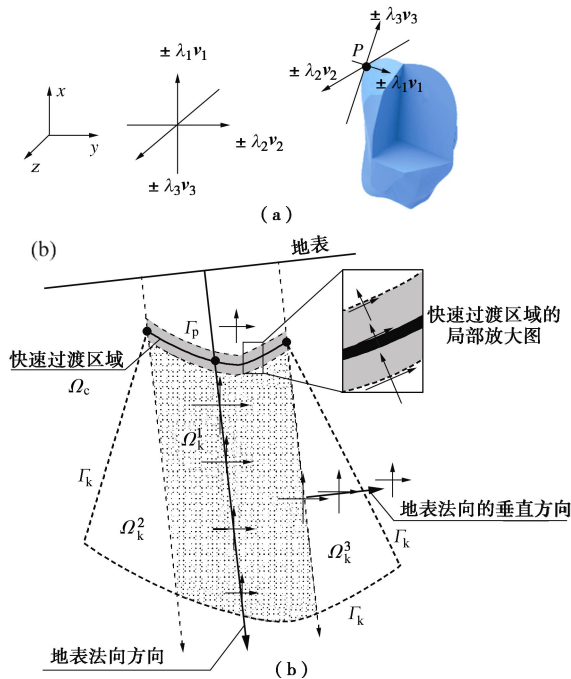 x
y
z
± λ₁v₁
± λ₂v₂
± λ₃v₃
± λ₃v₃
P
± λ₂v₂
± λ₁v₁
(a)
(b)
地表
Γp
快速过渡区域
Ωc
快速过渡区域的
局部放大图
Ωk¹
Γk
Ωk²
Ωk³
地表法向的垂直方向
Γk
Γk
地表法向方向
(b)